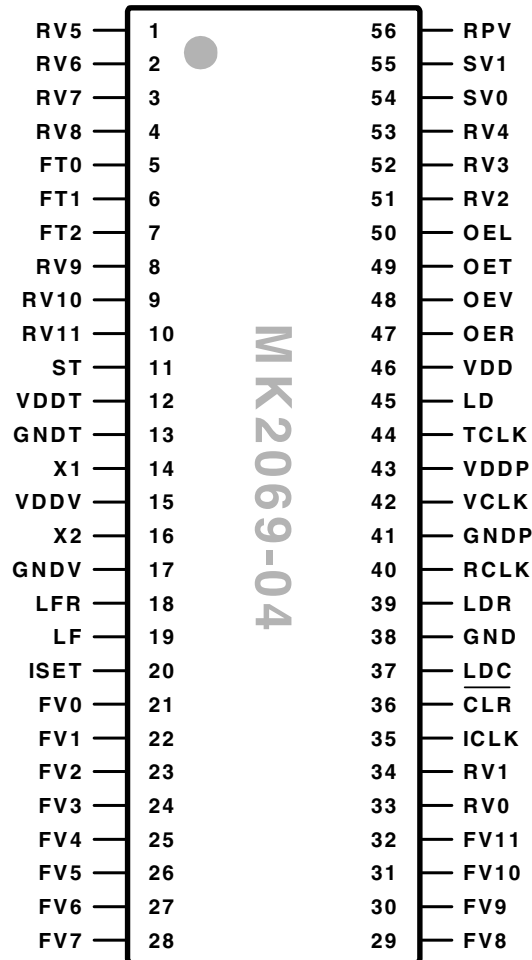 RV5 1 56 RPV
RV6 2 55 SV1
RV7 3 54 SV0
RV8 4 53 RV4
FT0 5 52 RV3
FT1 6 51 RV2
FT2 7 50 OEL
RV9 8 49 OET
RV10 9 48 OEV
RV11 10 47 OER
ST 11 46 VDD
VDDT 12 45 LD
GNDT 13 44 TCLK
X1 14 43 VDDP
VDDV 15 42 VCLK
X2 16 41 GNDP
GNDV 17 40 RCLK
LFR 18 39 LDR
LF 19 38 GND
ISET 20 37 LDC
FV0 21 36 CLR
FV1 22 35 ICLK
FV2 23 34 RV1
FV3 24 33 RV0
FV4 25 32 FV11
FV5 26 31 FV10
FV6 27 30 FV9
FV7 28 29 FV8
MK2069-04